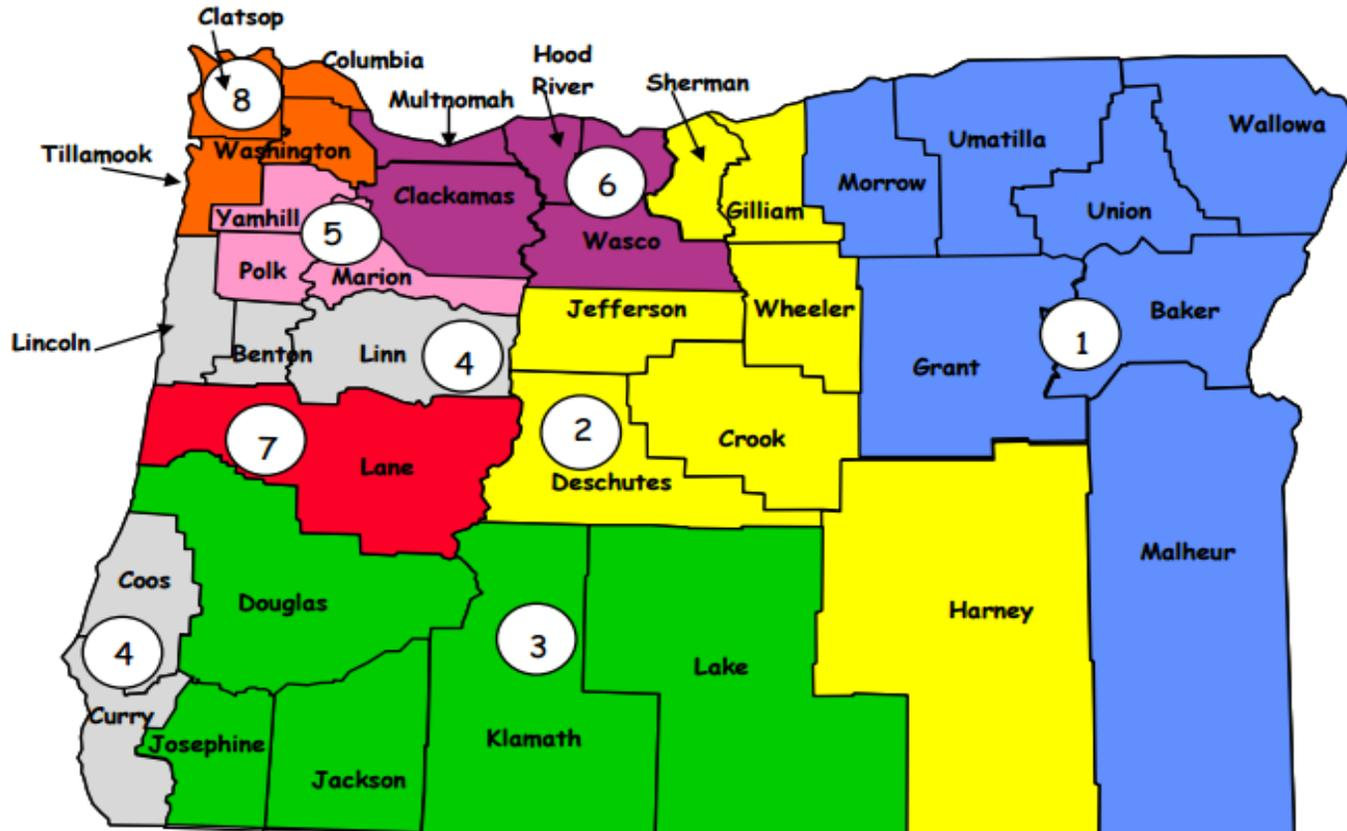 Clatsop
Columbia
Hood
River
Multnomah
Sherman
8
Tillamook
Washington
Umatilla
Wallowa
Morrow
6
Clackamas
Yamhill
Gilliam
Union
5
Wasco
Polk
Marion
Jefferson
Wheeler
Baker
Lincoln
Benton
Linn
4
1
Grant
7
2
Crook
Lane
Deschutes
Coos
Malheur
Douglas
Harney
4
3
Lake
Curry
Josephine
Klamath
Jackson